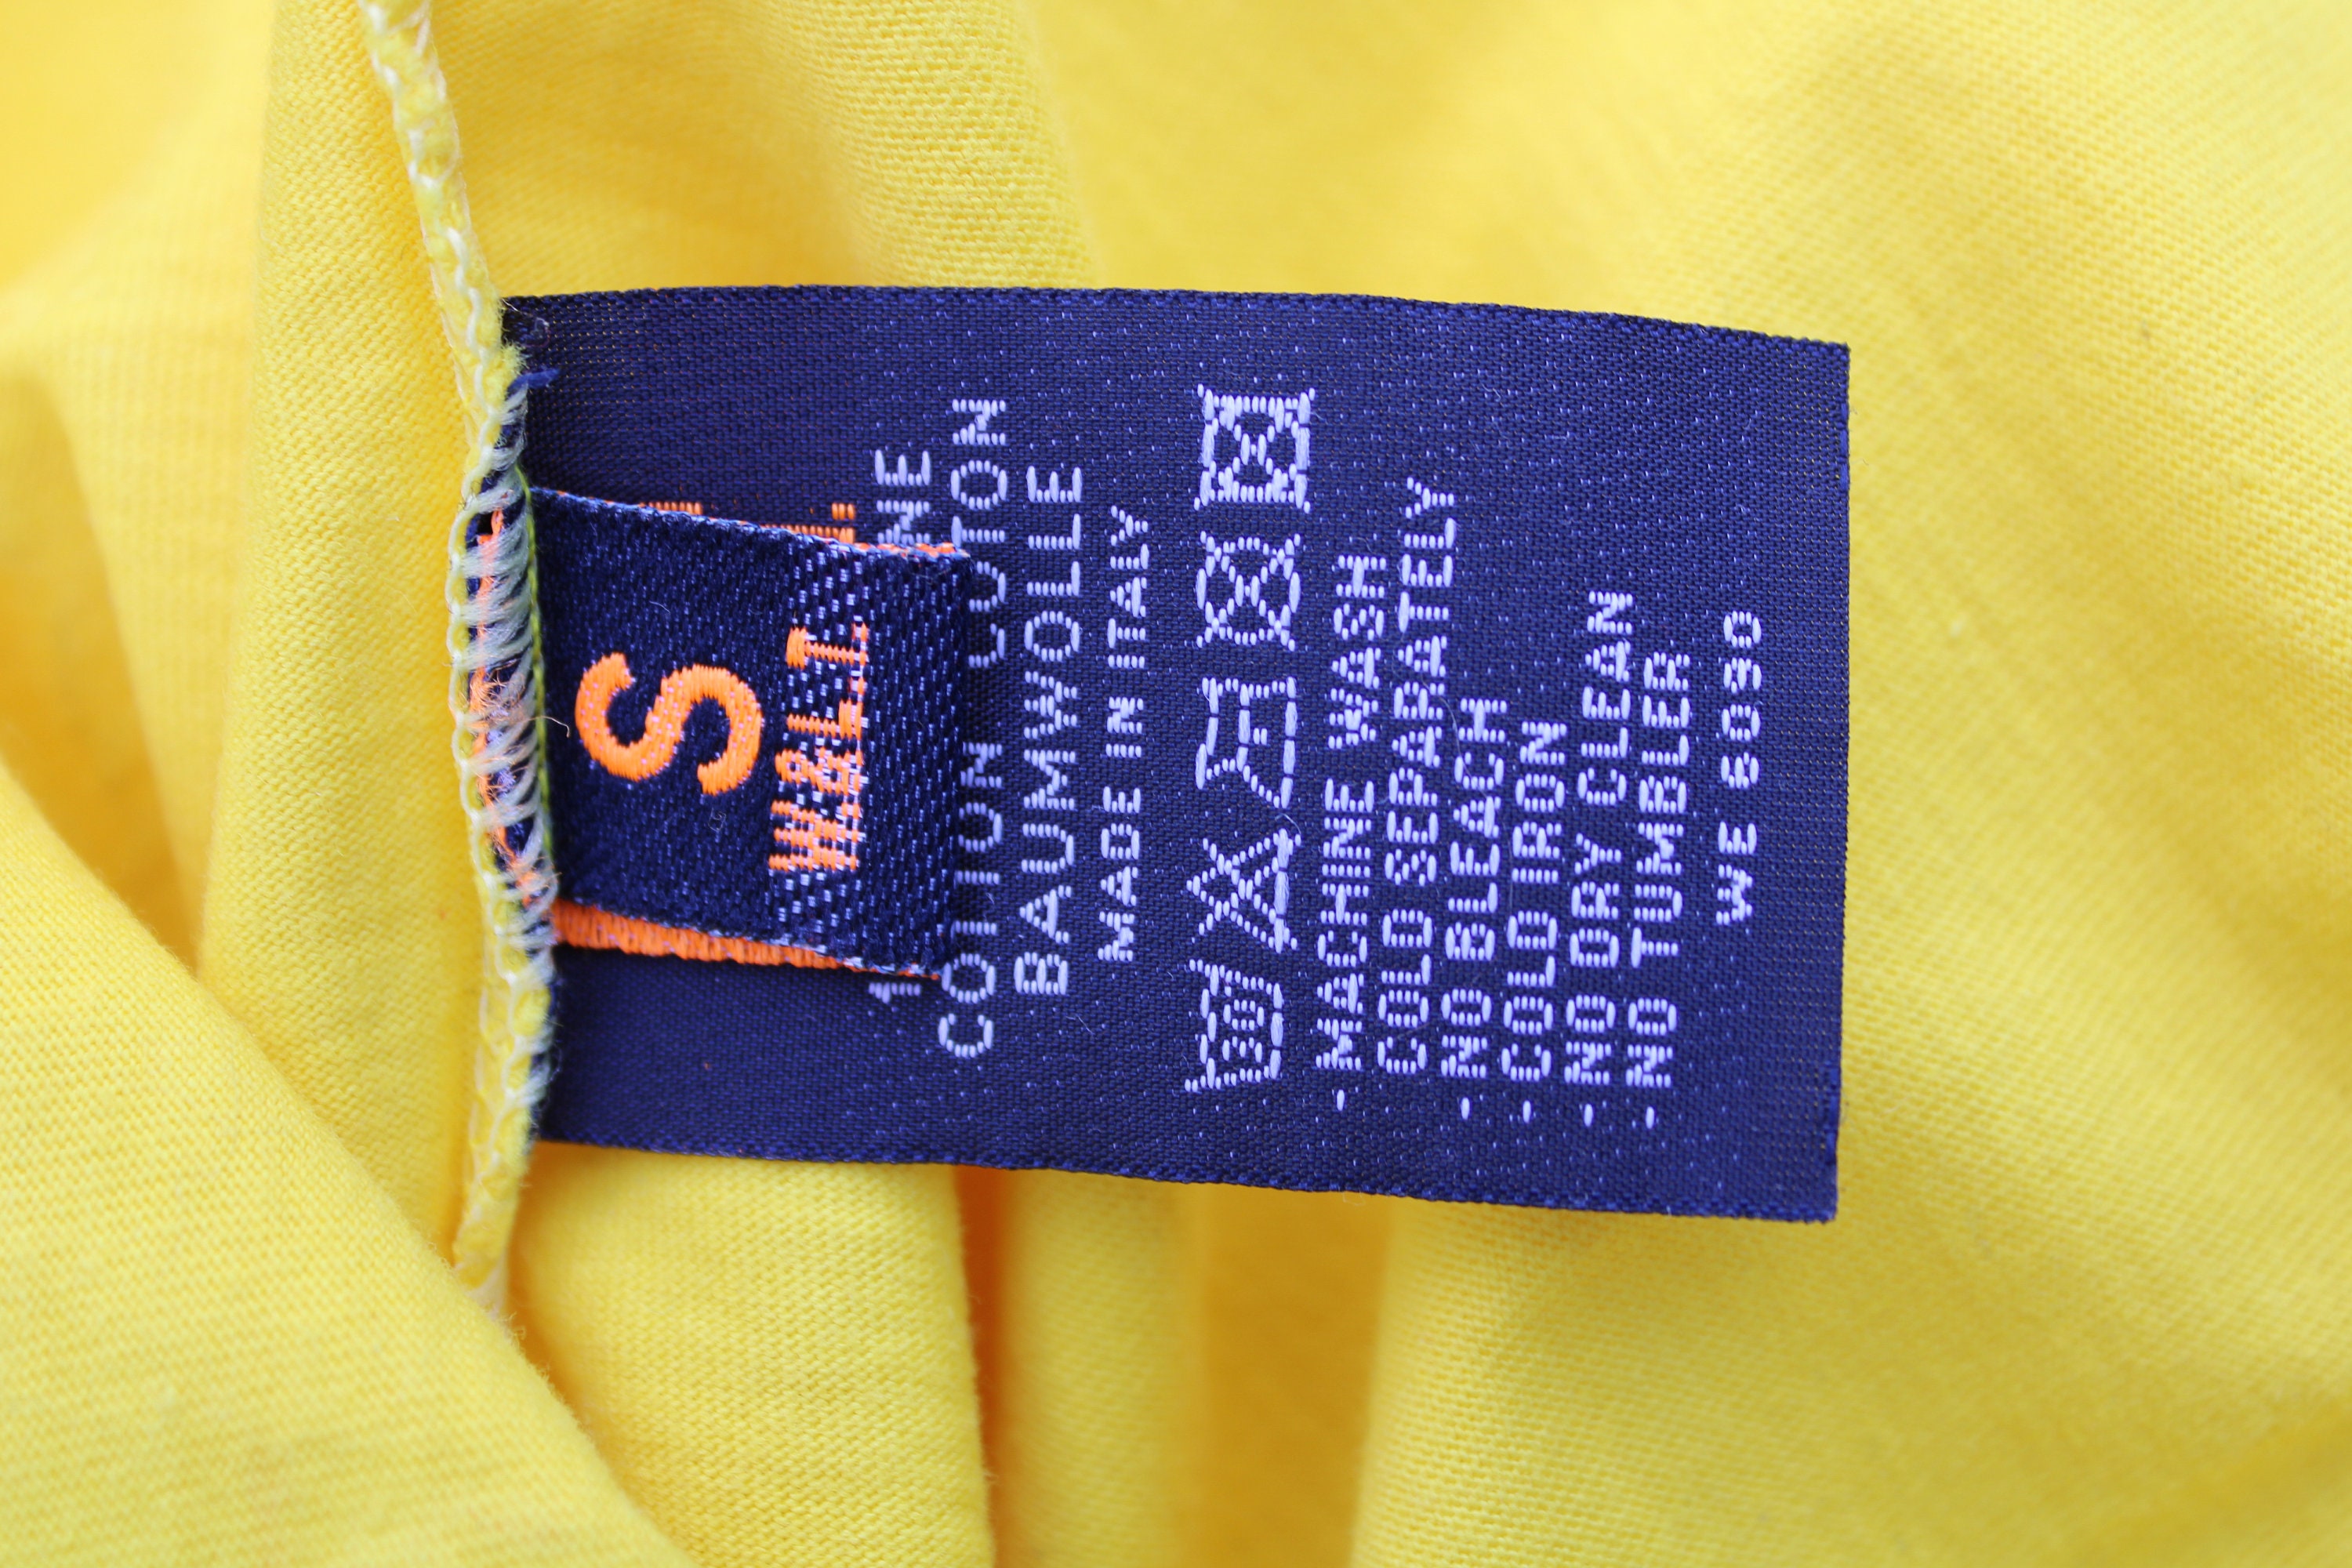 S
W.&L.T.
COTTON COTON
BAUMWOLLE
MADE IN ITALY
30
- MACHINE WASH
COLD SEPARATELY
- NO BLEACH
- COLD IRON
- NO DRY CLEAN
- NO TUMBLER
WE 6090